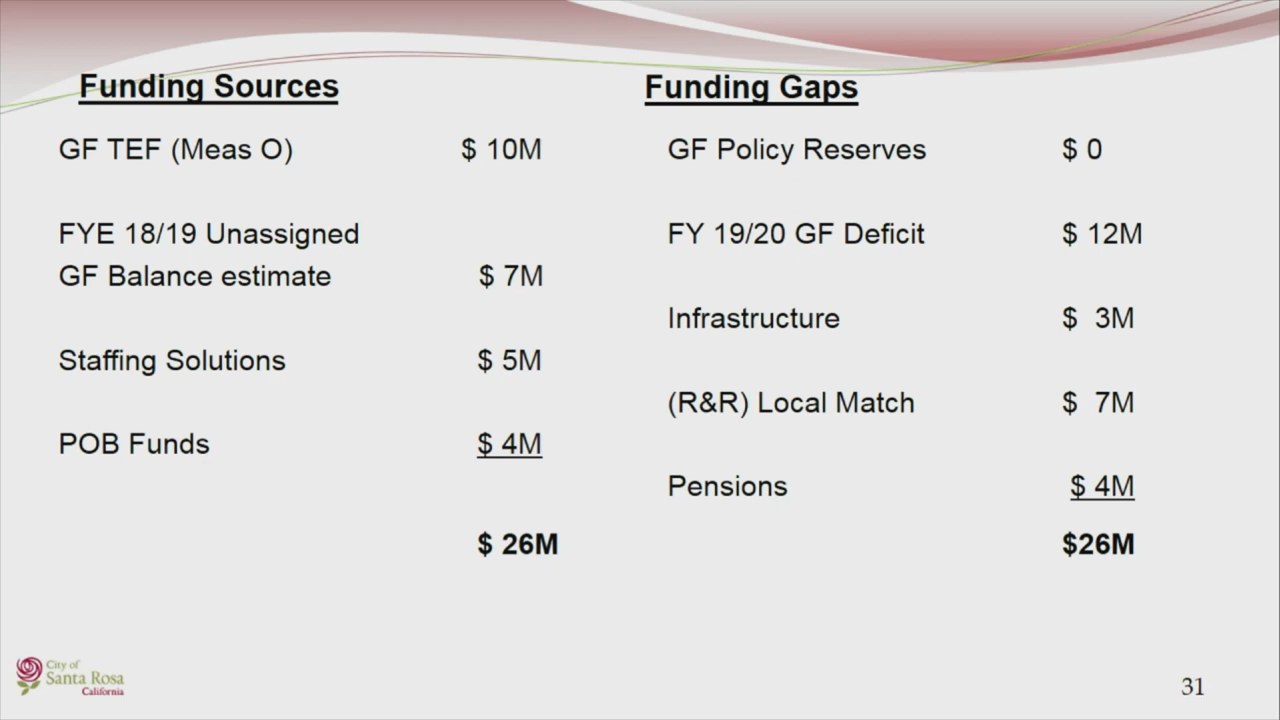 Funding Sources
GF TEF (Meas O) $ 10M
FYE 18/19 Unassigned
GF Balance estimate $ 7M
Staffing Solutions $ 5M
POB Funds $ 4M
$ 26M
Funding Gaps
GF Policy Reserves $ 0
FY 19/20 GF Deficit $ 12M
Infrastructure $ 3M
(R&R) Local Match $ 7M
Pensions $ 4M
$26M
City of
Santa Rosa
California
31